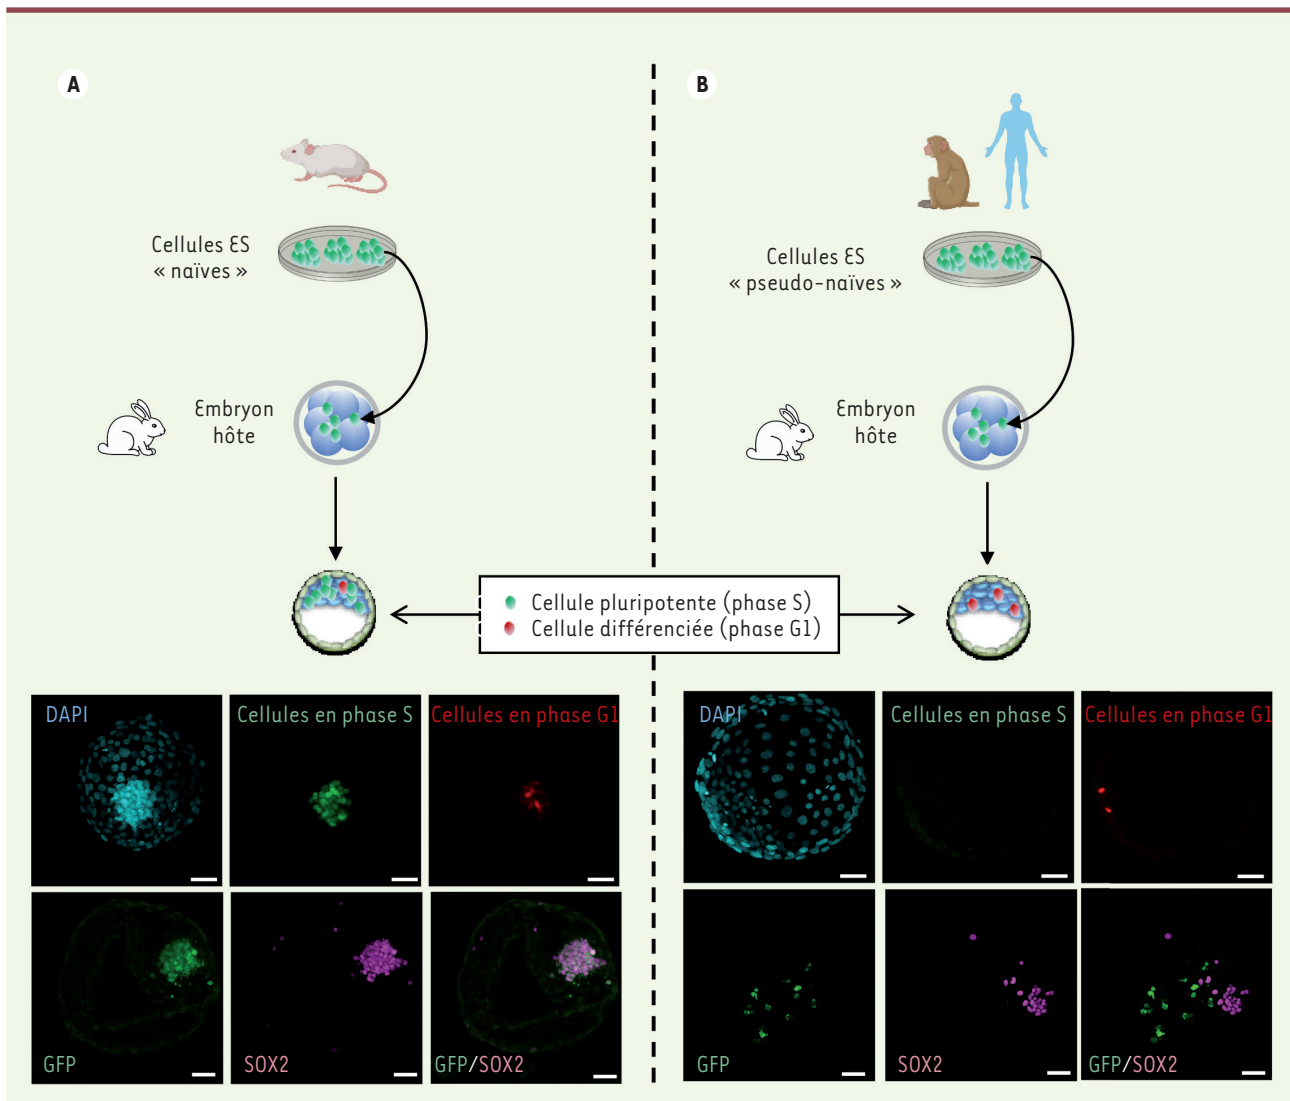 A
Cellules ES
« naïves »
Embryon
hôte
B
Cellules ES
« pseudo-naïves »
Embryon
hôte
Cellule pluripotente (phase S)
Cellule différenciée (phase G1)
DAPI
Cellules en phase S
Cellules en phase G1
GFP
SOX2
GFP/SOX2
DAPI
Cellules en phase S
Cellules en phase G1
GFP
SOX2
GFP/SOX2